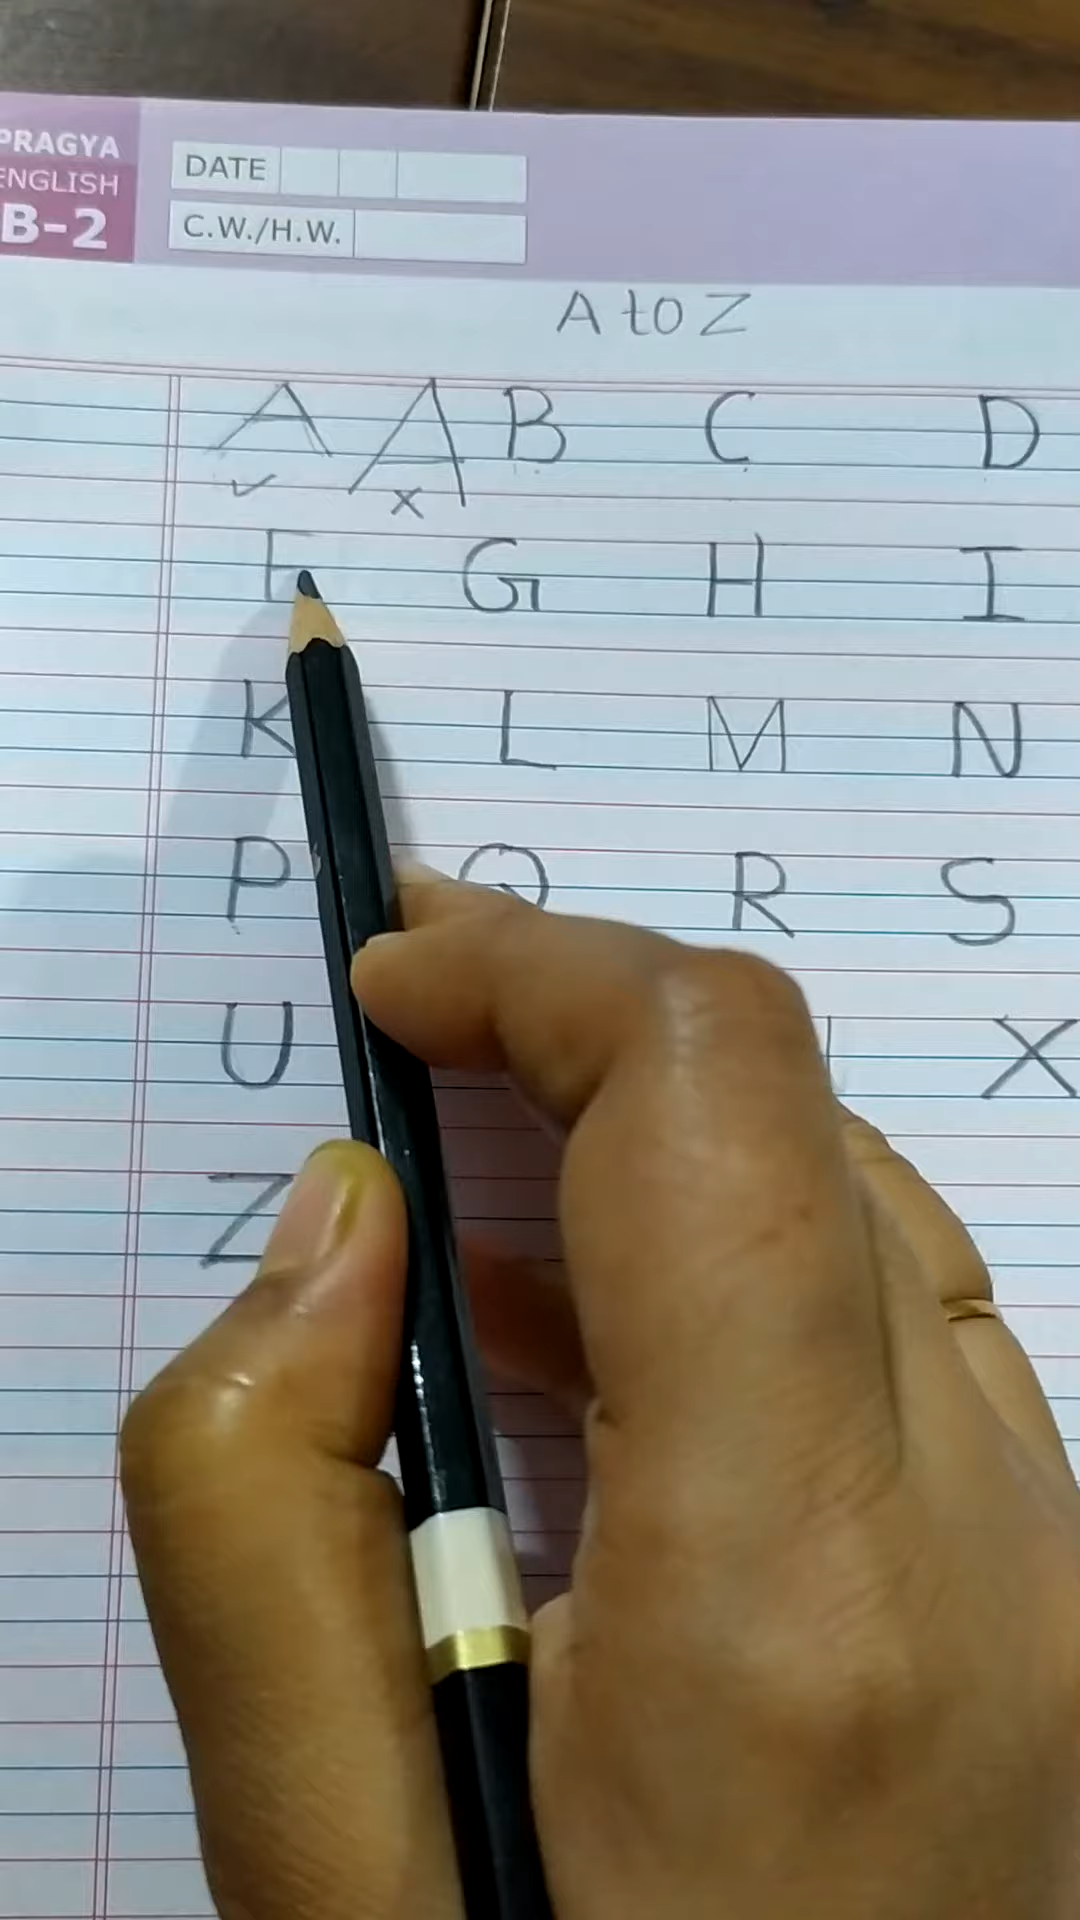 PRAGYA
ENGLISH
B-2
DATE
C.W./H.W.
A to Z
A A B C D
✓ x
F G H I
K L M N
P Q R S
U X
Z